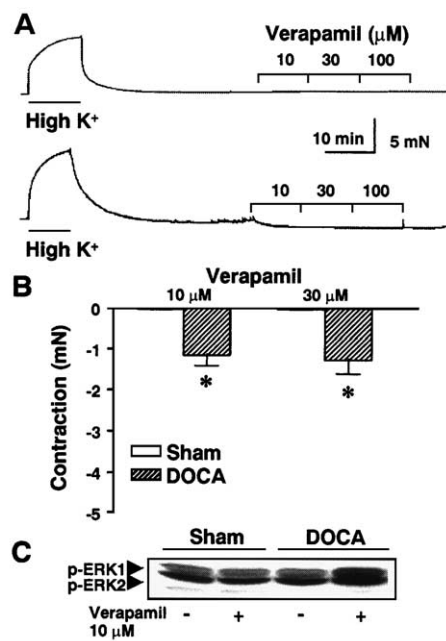 A
Verapamil (μM)
10 30 100
High K+
10 min 5 mN
10 30 100
High K+
B
Verapamil
10 μM 30 μM
0
-1
-2
-3
-4
-5
Contraction (mN)
* *
Sham
DOCA
C
Sham DOCA
p-ERK1
p-ERK2
Verapamil - + - +
10 μM